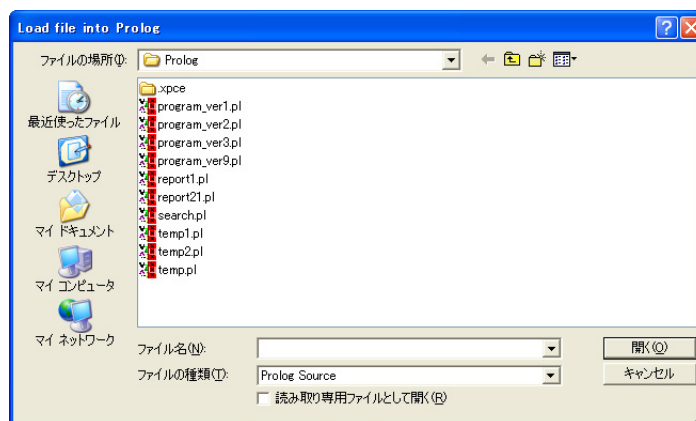 Load file into Prolog
ファイルの場所(I):
Prolog
最近使ったファイル
デスクトップ
マイ ドキュメント
マイ コンピュータ
マイ ネットワーク
.xpce
program_ver1.pl
program_ver2.pl
program_ver3.pl
program_ver9.pl
report1.pl
report21.pl
search.pl
temp1.pl
temp2.pl
temp.pl
ファイル名(N):
開く(O)
ファイルの種類(T):
Prolog Source
キャンセル
読み取り専用ファイルとして開く(R)